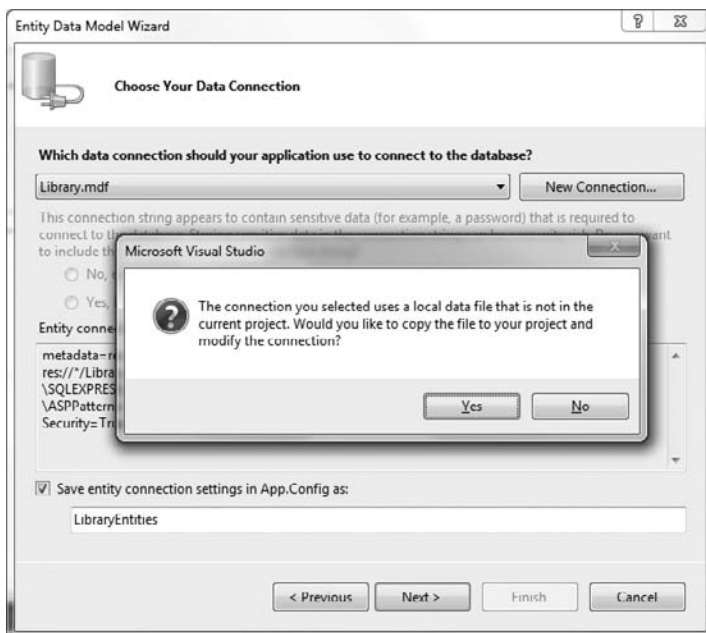 Entity Data Model Wizard
Choose Your Data Connection
Which data connection should your application use to connect to the database?
Library.mdf
New Connection...
This connection string appears to contain sensitive data (for example, a password) that is required to
connect to
to include th
No,
Yes,
Microsoft Visual Studio
The connection you selected uses a local data file that is not in the
current project. Would you like to copy the file to your project and
modify the connection?
Yes
No
Entity conne
metadata=r
res://*/Libra
\SQLEXPRES
\ASPPattern
Security=Tr
Save entity connection settings in App.Config as:
LibraryEntities
< Previous
Next >
Finish
Cancel